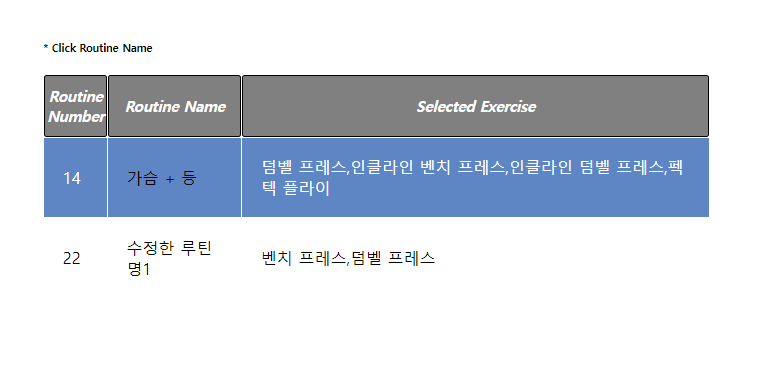 * Click Routine Name
Routine Number
Routine Name
Selected Exercise
14
가슴 + 등
덤벨 프레스,인클라인 벤치 프레스,인클라인 덤벨 프레스,펙
텍 플라이
22
수정한 루틴
명1
벤치 프레스,덤벨 프레스